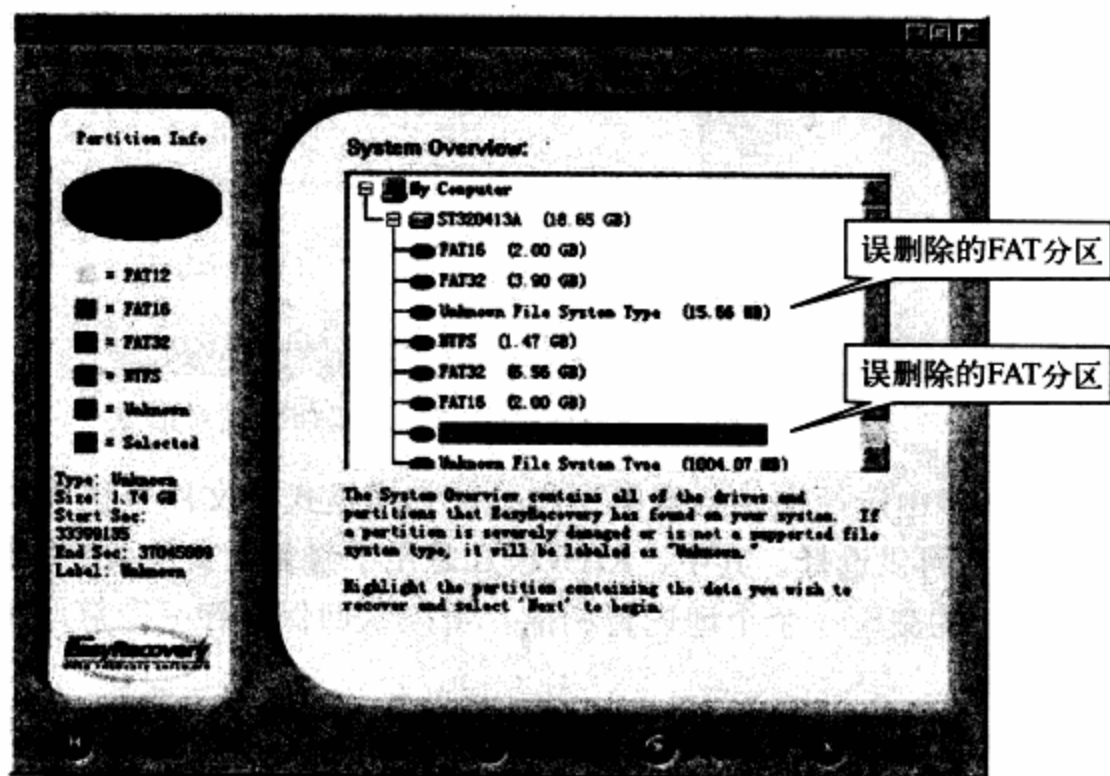 Partition Info
= FAT12
= FAT16
= FAT32
= NTFS
= Unknown
= Selected
Type: Unknown
Size: 1.74 GB
Start Sec:
End Sec:
Label: Unknown
EasyRecovery
System Overview:
My Computer
ST320413A (18.65 GB)
FAT16 (2.00 GB)
FAT32 (3.90 GB)
Unknown File System Type (15.66 MB)
NTFS (1.47 GB)
FAT32 GB)
FAT16 (2.00 GB)
Unknown File System Type (1004.07 MB)
The System Overview contains all of the drives and
partitions that EasyRecovery has found on your system. If
a partition is severely damaged or is not a supported file
system type, it will be labeled as "Unknown."
Highlight the partition containing the data you wish to
recover and select "Next" to begin.
误删除的FAT分区
误删除的FAT分区